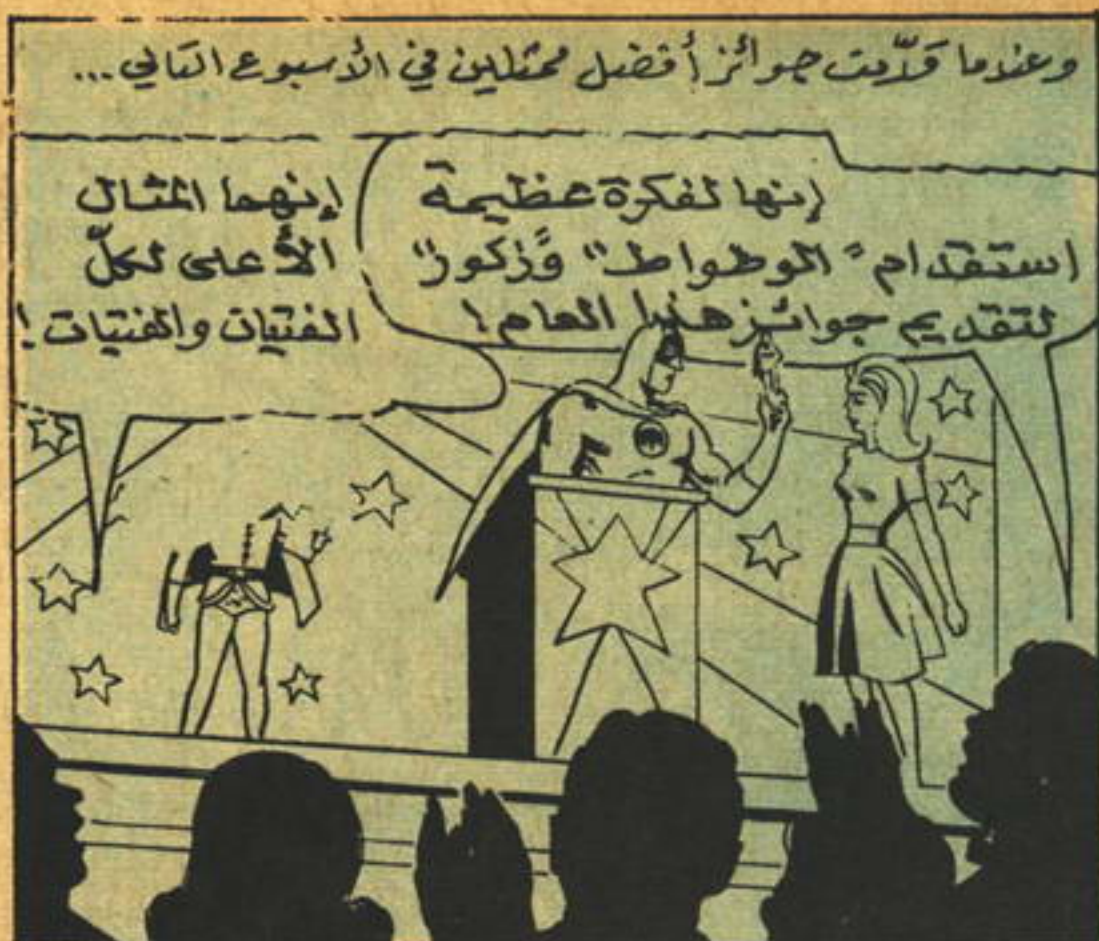 وعندما قدّمت جوائز أفضل ممثلين في الأسبوع التالي...
إنها لفكرة عظيمة
استقدام "الوطواط" و"زكور"
لتقديم جوائز هذا العام!
إنهما المثال
الأعلى لكلّ
الفتيان والفتيات!